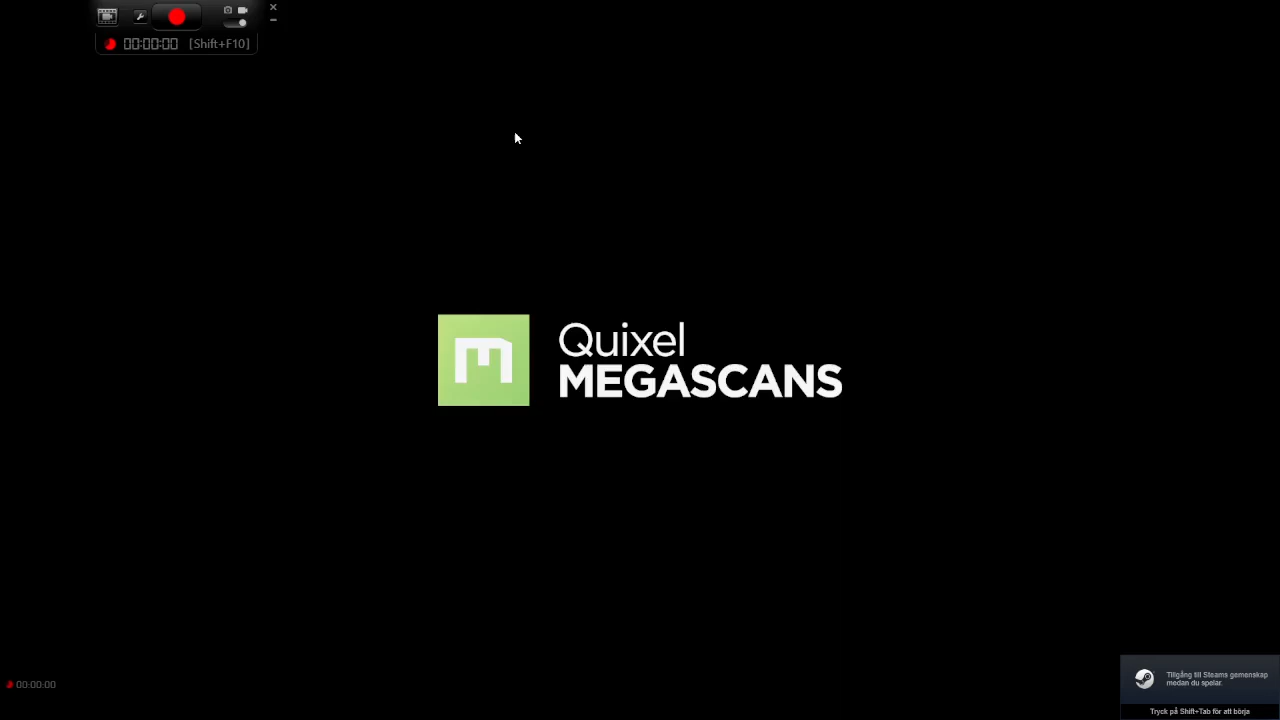 00:00:00 [Shift+F10]
Quixel
MEGASCANS
00:00:00
Tillgång till Steams gemenskap
medan du spelar.
Tryck på Shift+Tab för att börja